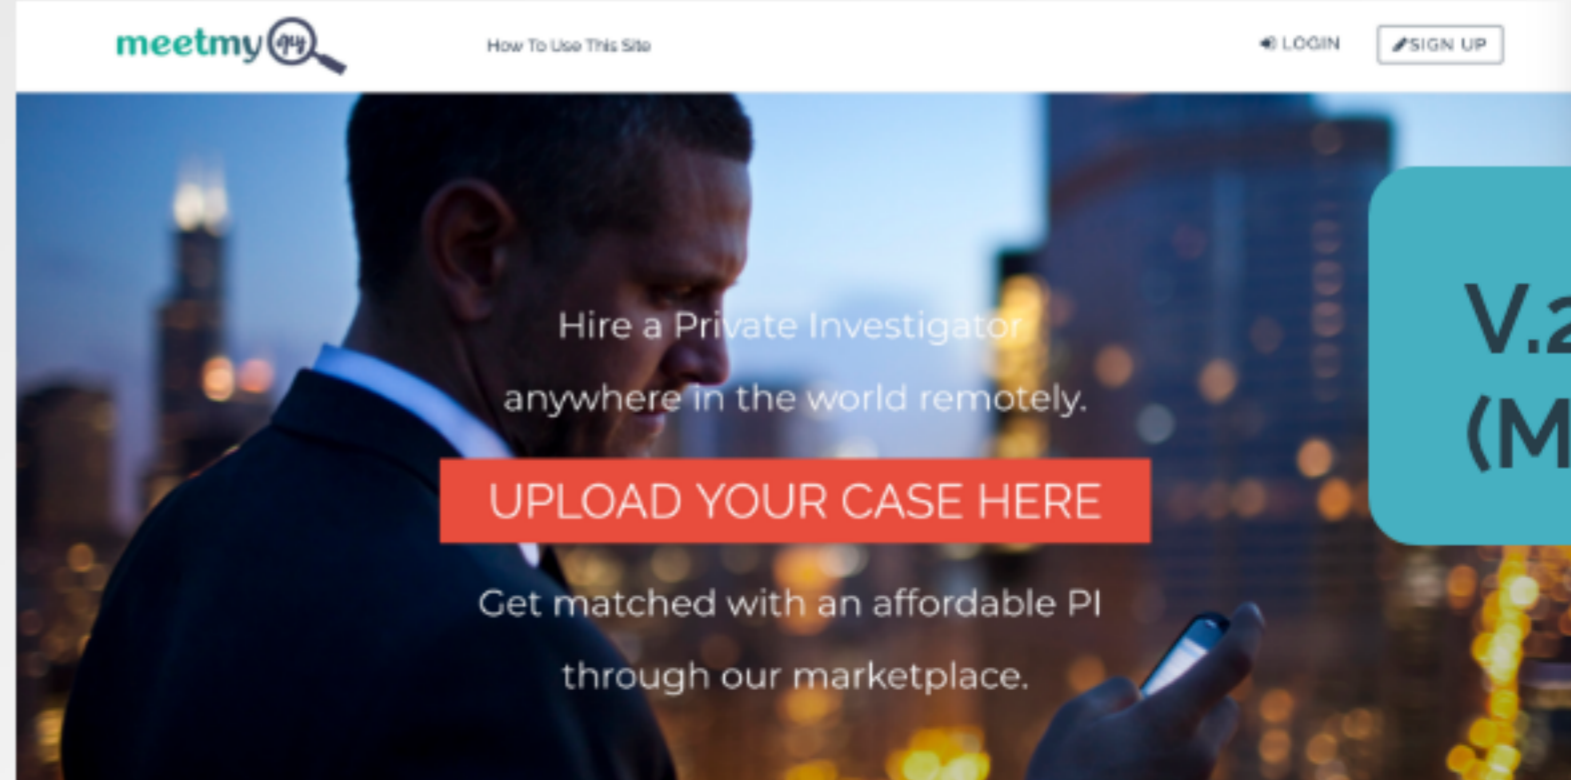 meetmy
How To Use This Site
LOGIN
SIGN UP
Hire a Private Investigator
anywhere in the world remotely.
UPLOAD YOUR CASE HERE
Get matched with an affordable PI
through our marketplace.
V.2
(M